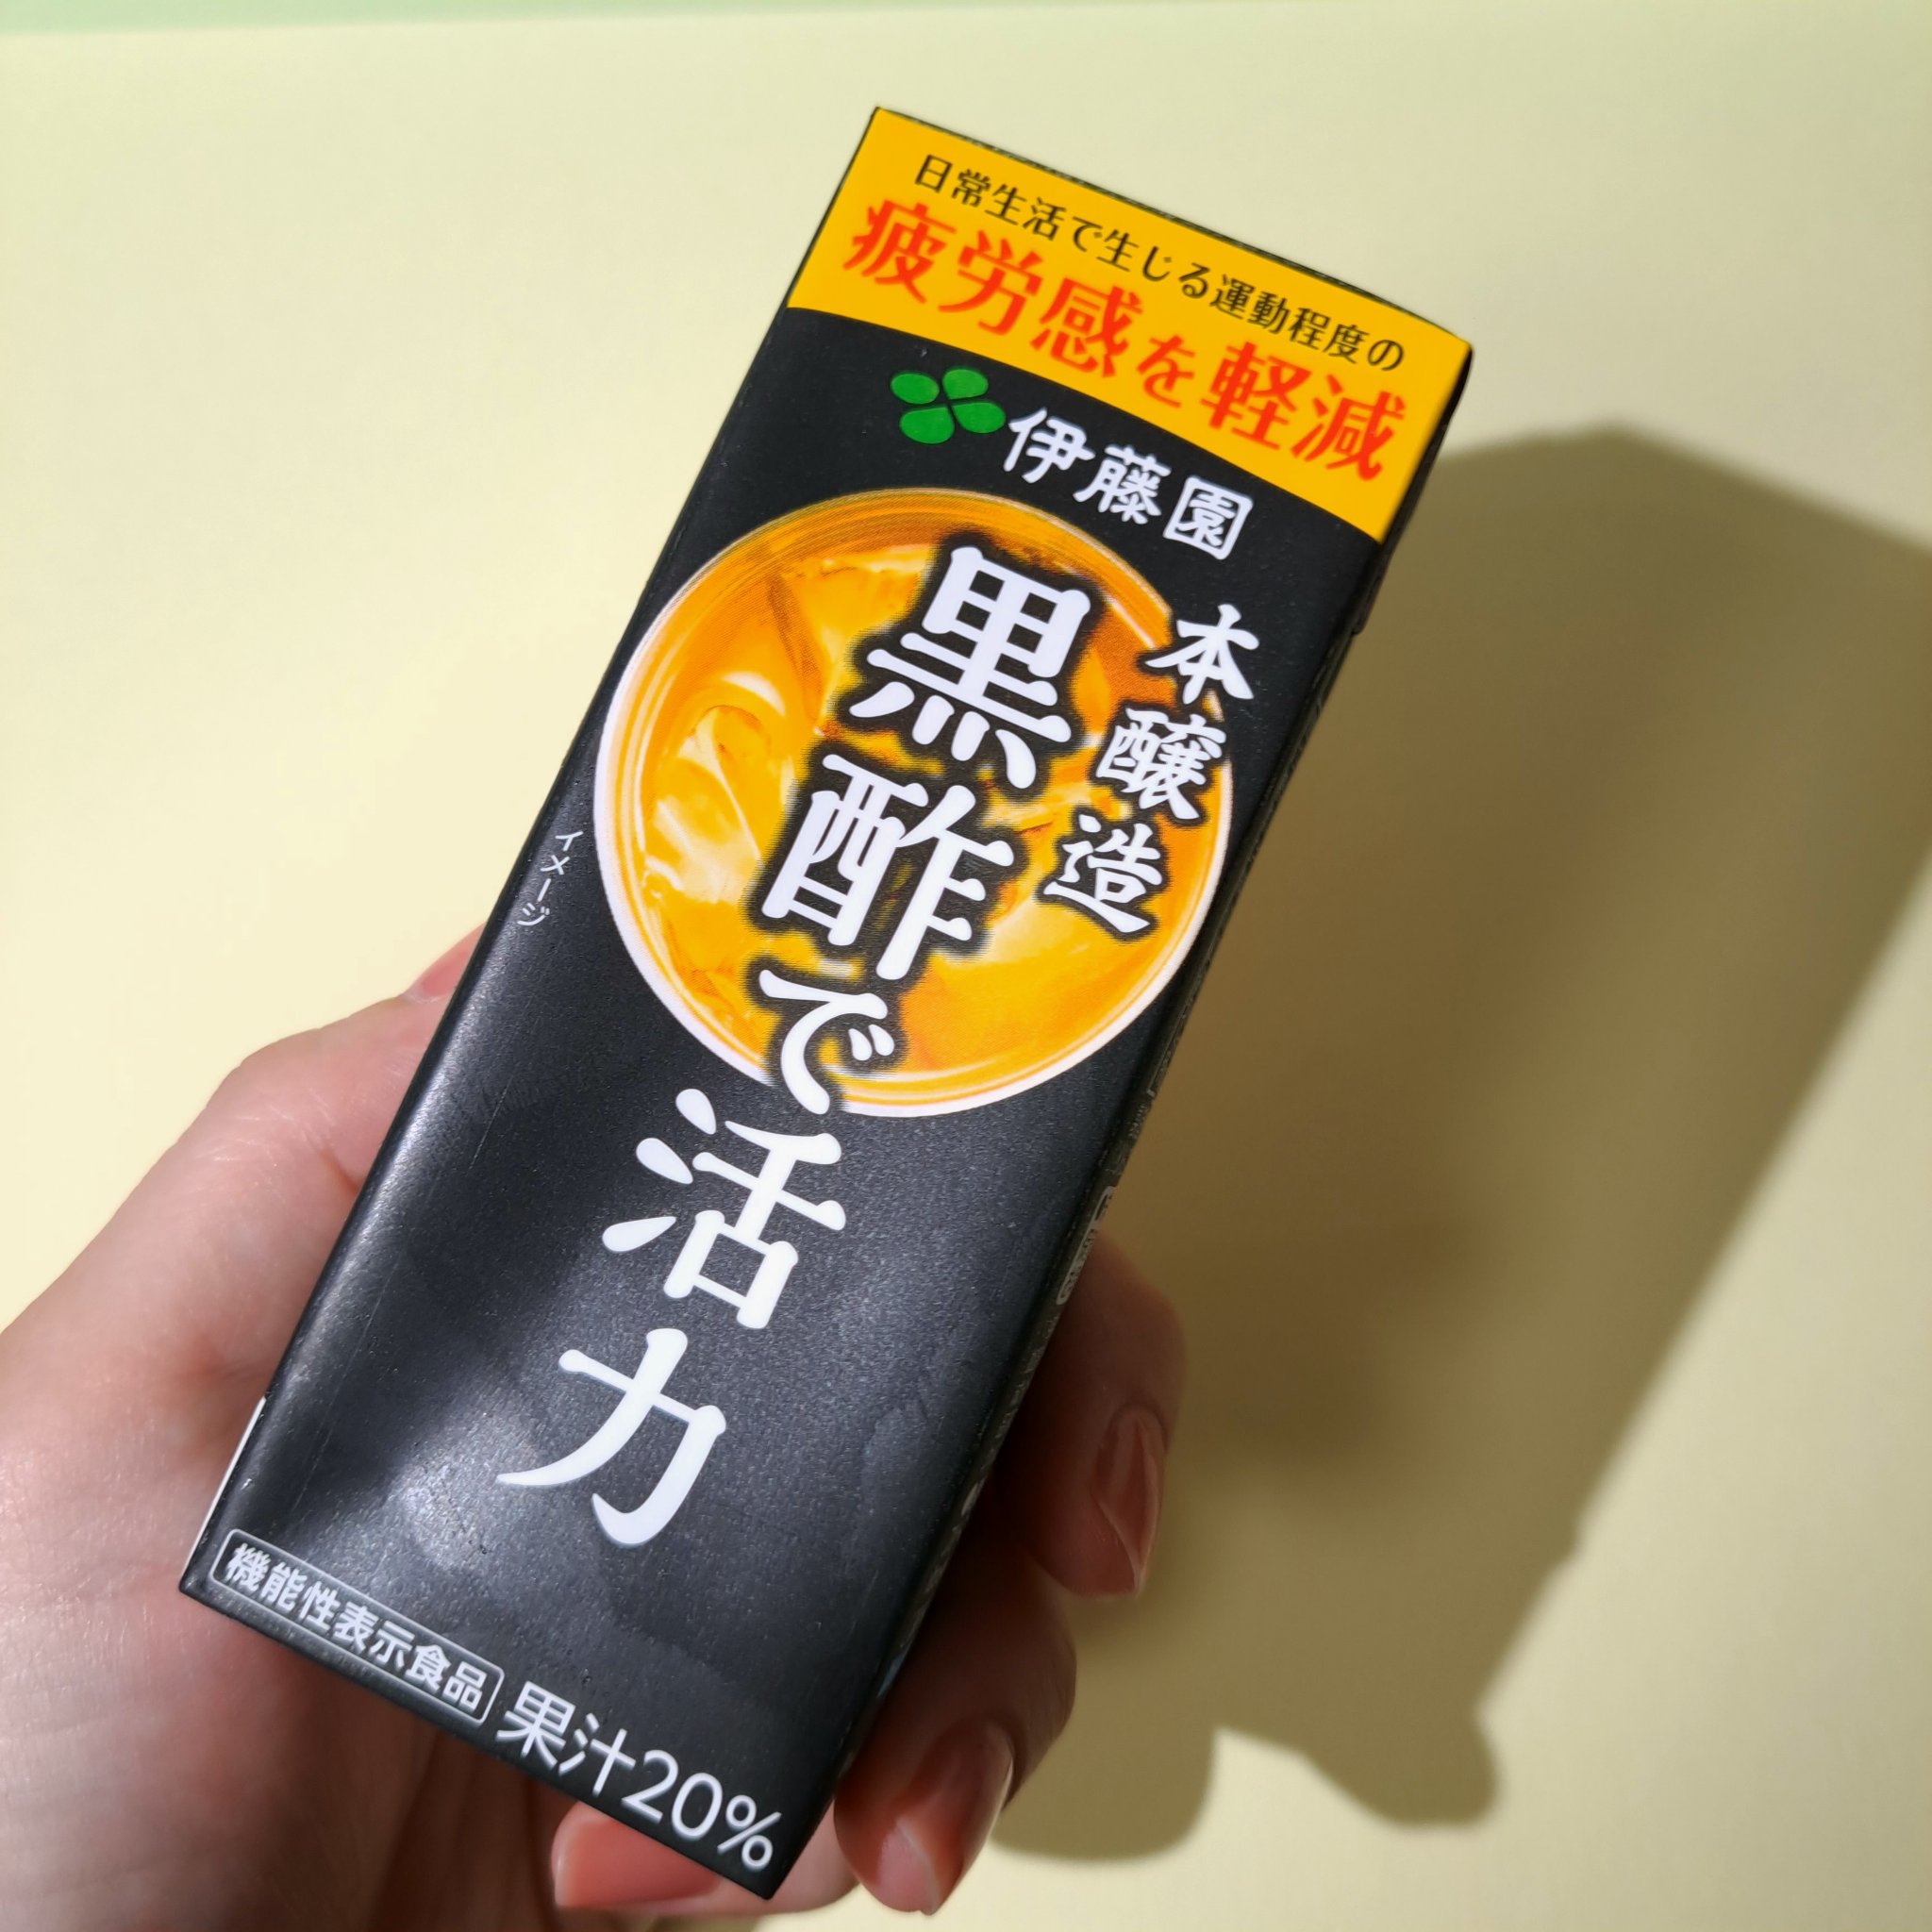 日常生活で生じる運動程度の
疲労感を軽減
伊藤園
本醸造
黒酢で活力
イメージ
機能性表示食品
果汁20%